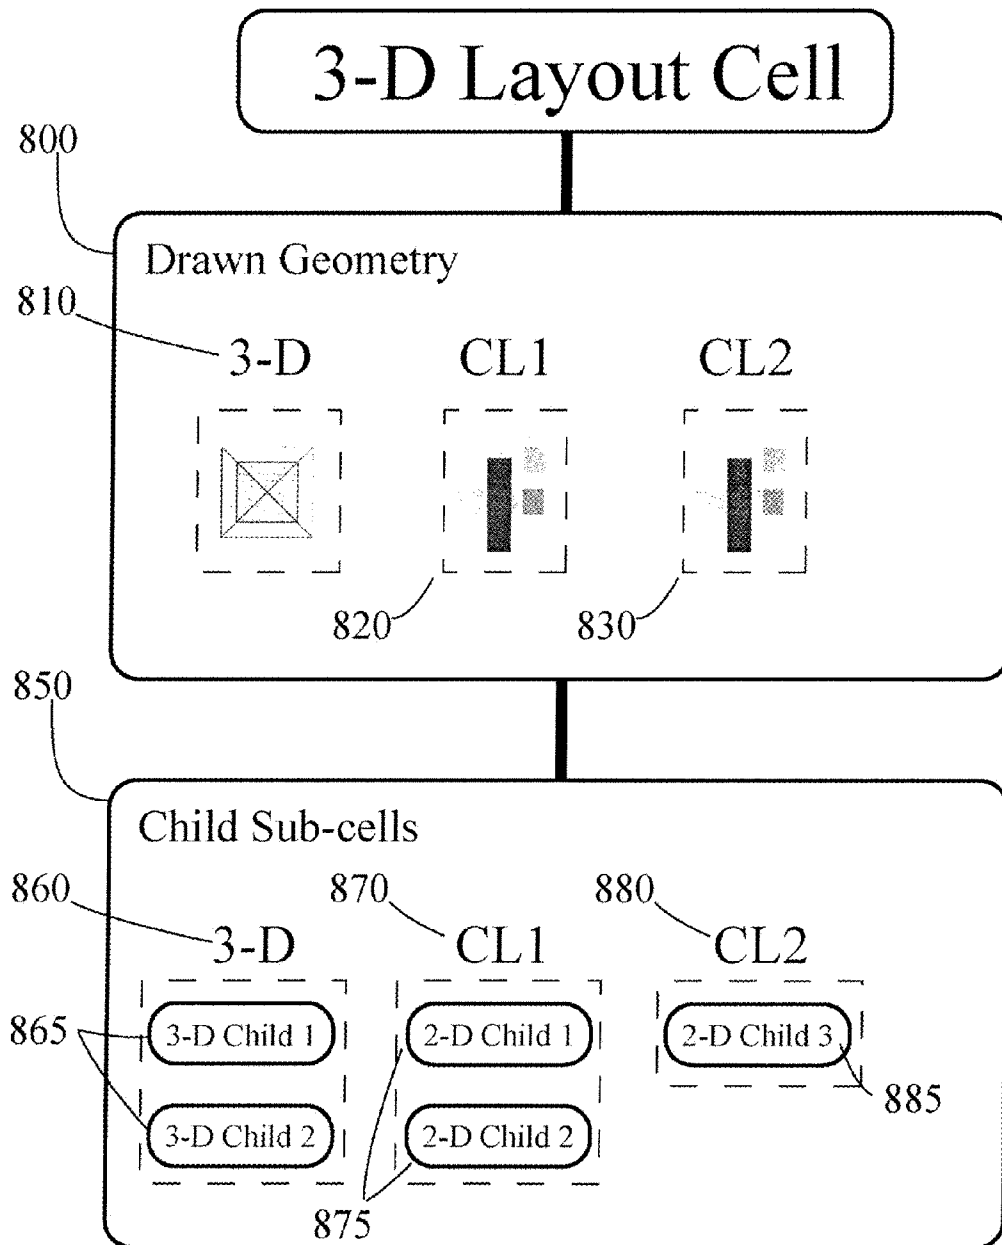 3-D Layout Cell
800
Drawn Geometry
810
3-D CL1 CL2
820 830
850
Child Sub-cells
860 870 880
3-D CL1 CL2
865 3-D Child 1 2-D Child 1 2-D Child 3
885
3-D Child 2 2-D Child 2
875